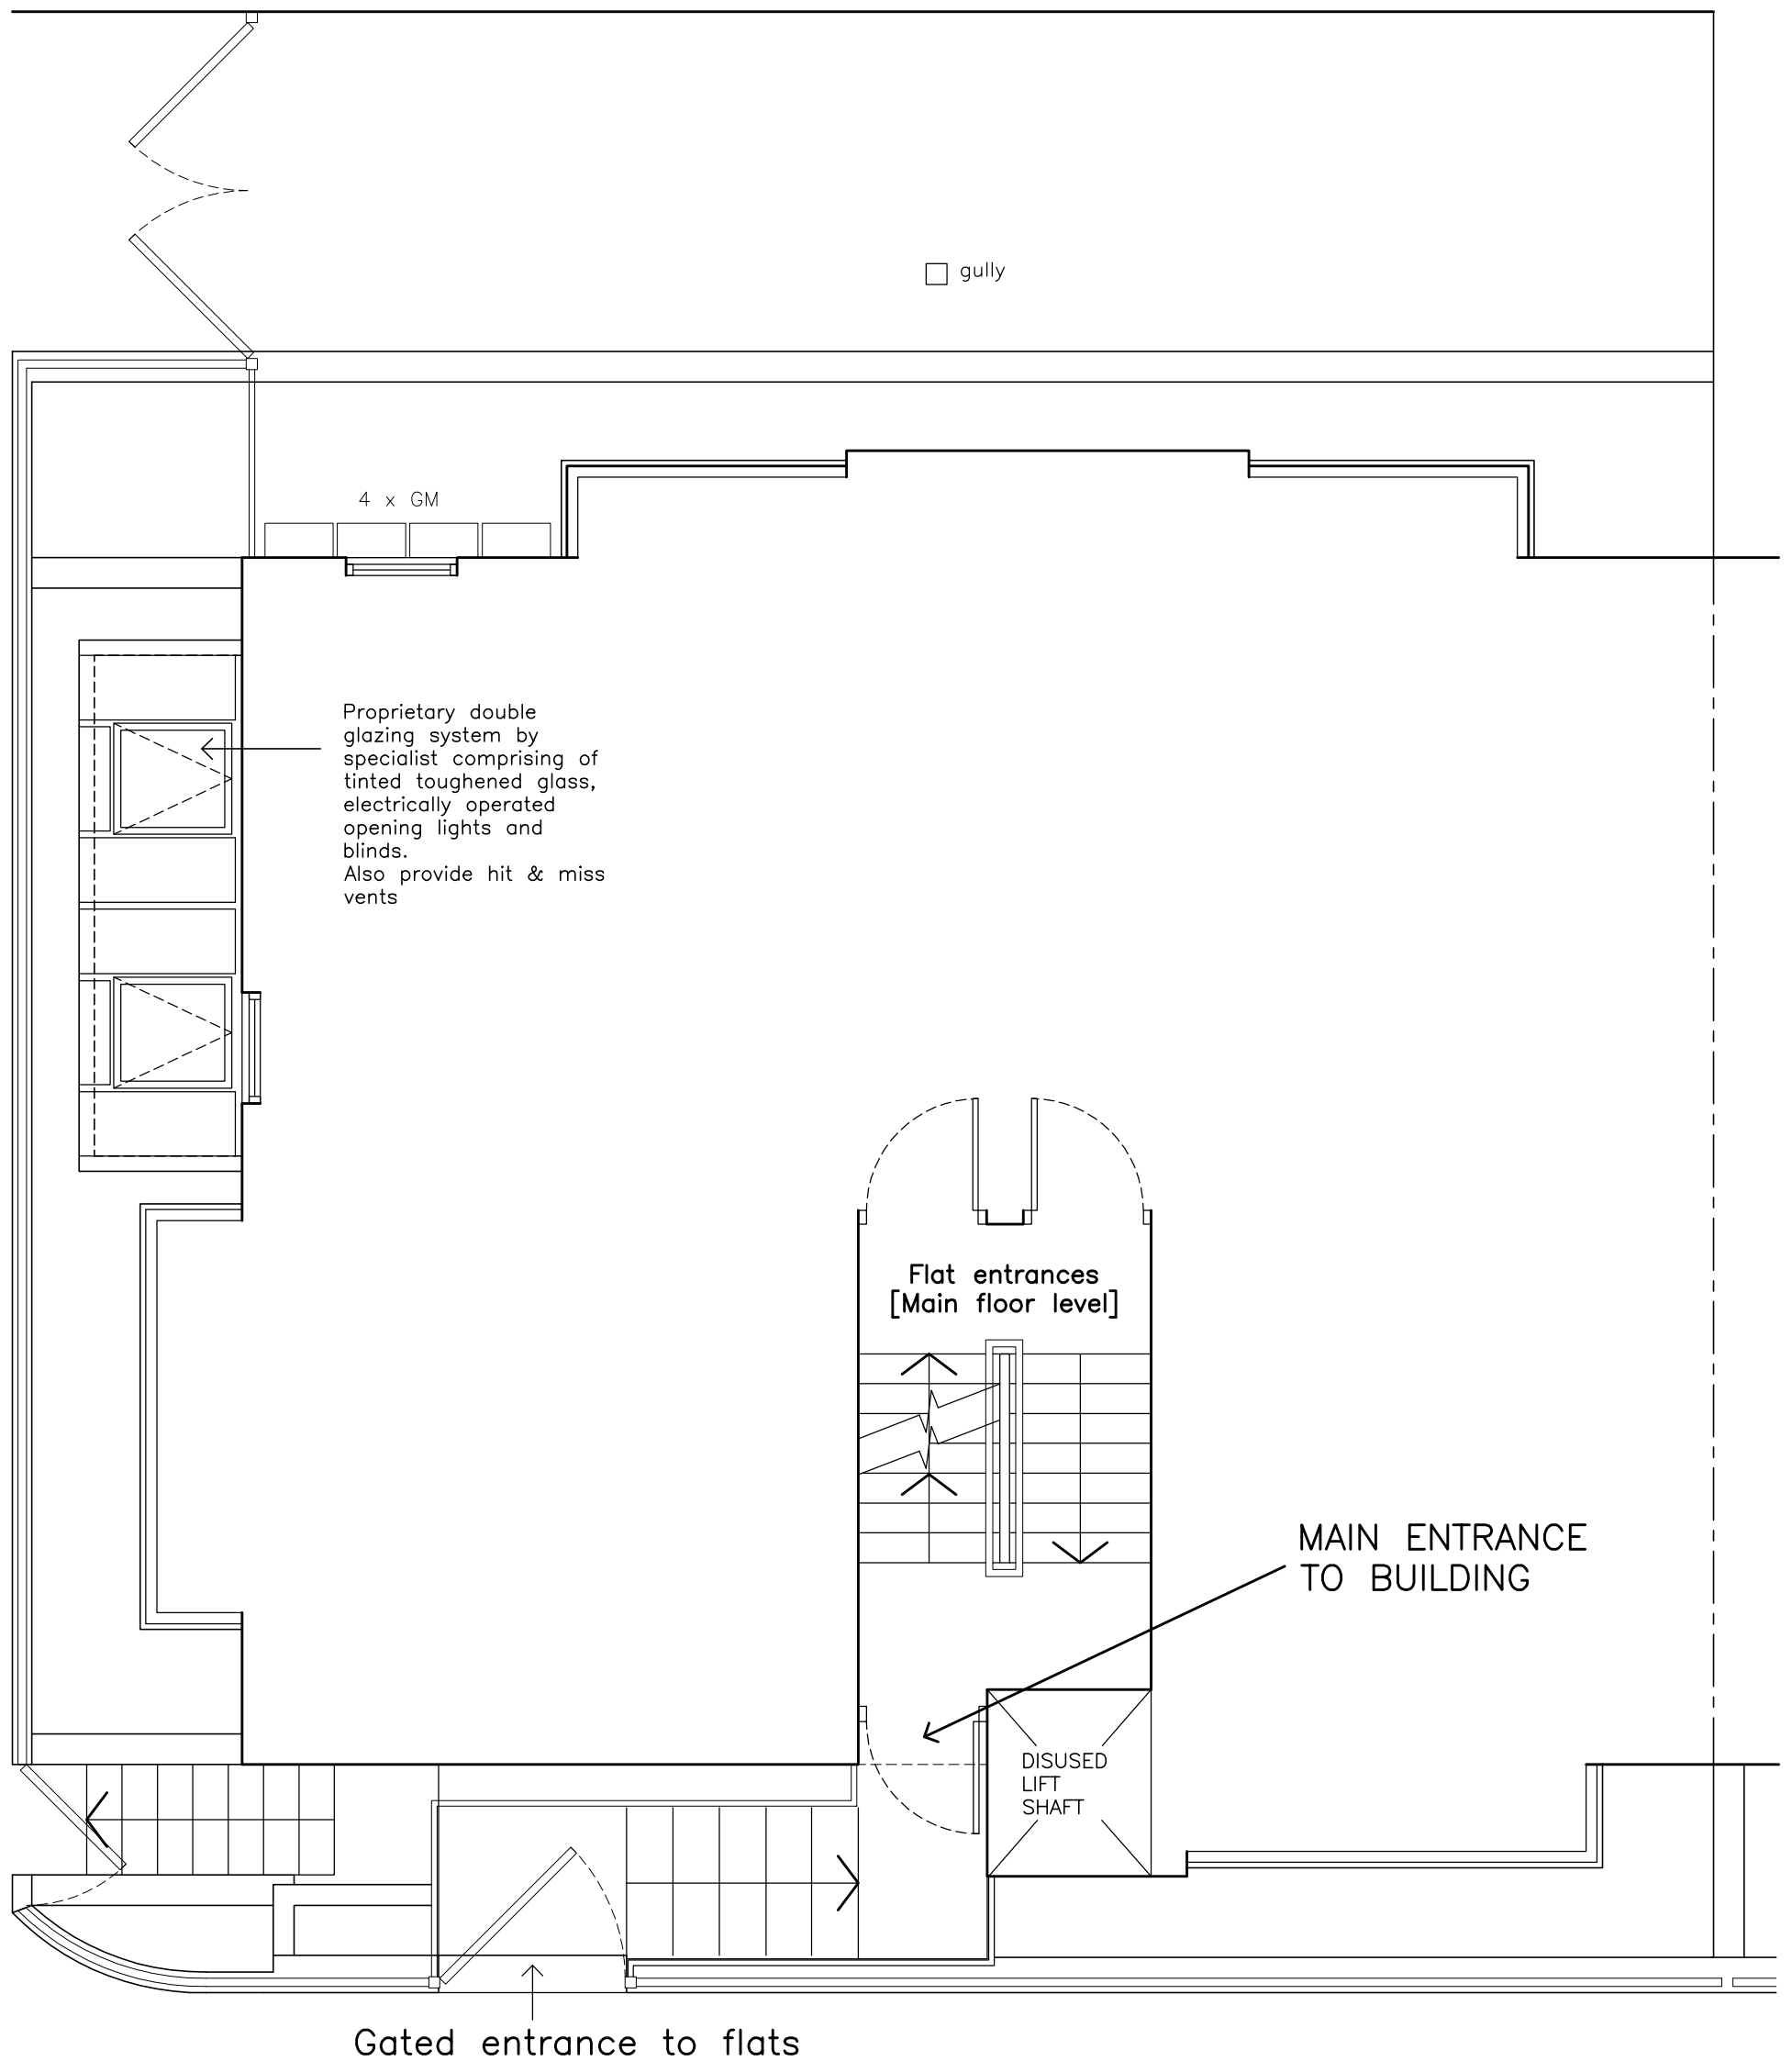 gully
4 x GM
Proprietary double
glazing system by
specialist comprising of
tinted toughened glass,
electrically operated
opening lights and
blinds.
Also provide hit & miss
vents
Flat entrances
[Main floor level]
MAIN ENTRANCE
TO BUILDING
DISUSED
LIFT
SHAFT
Gated entrance to flats